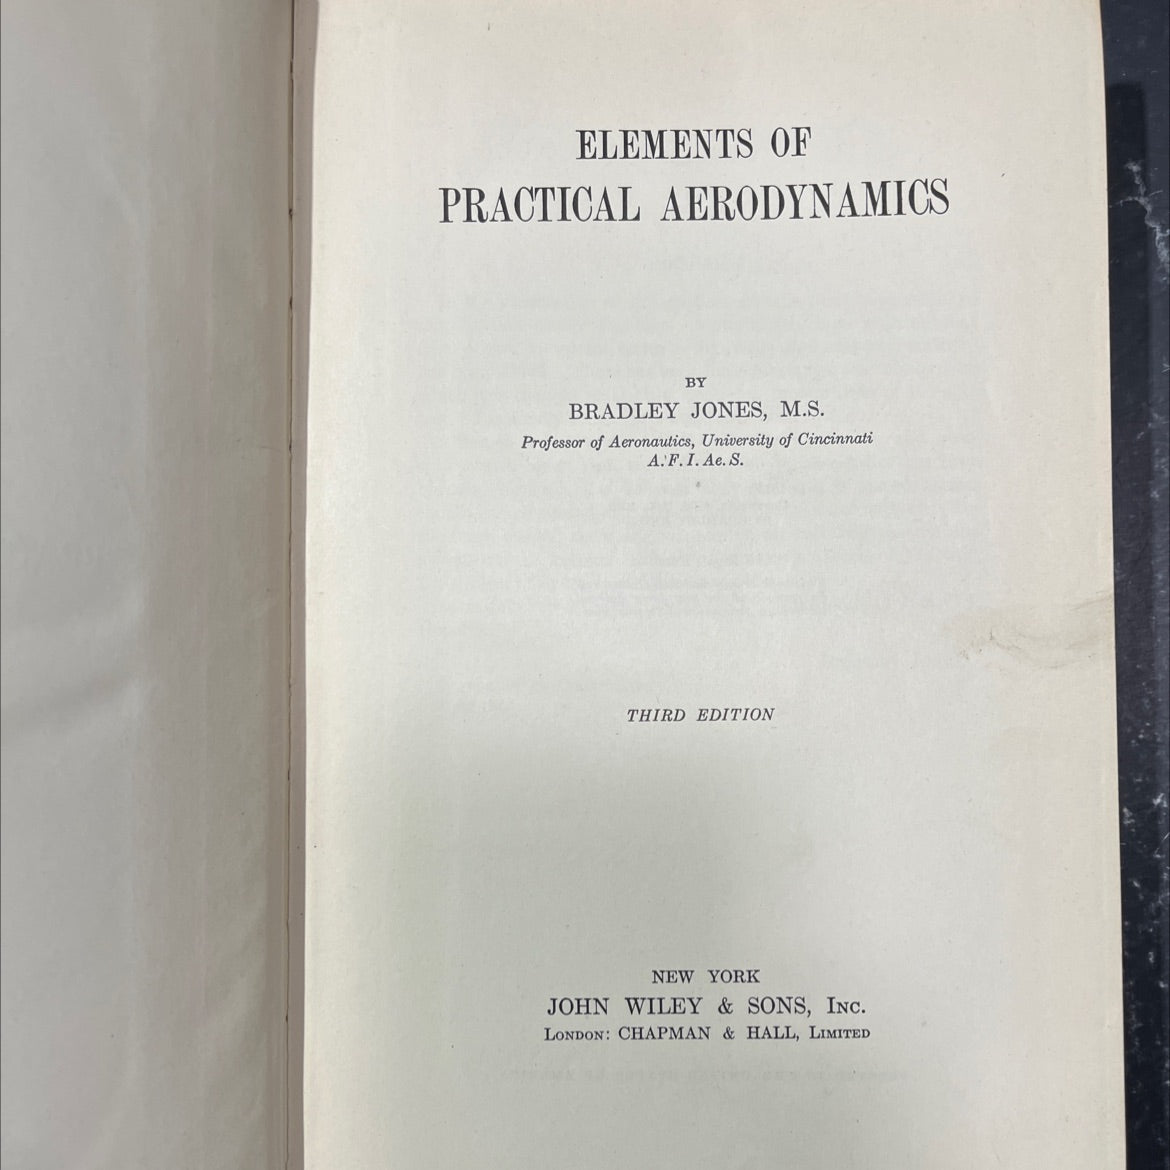 ELEMENTS OF
PRACTICAL AERODYNAMICS
BY
BRADLEY JONES, M.S.
Professor of Aeronautics, University of Cincinnati
A. F. I. Ae. S.
THIRD EDITION
NEW YORK
JOHN WILEY & SONS, Inc.
London: CHAPMAN & HALL, Limited